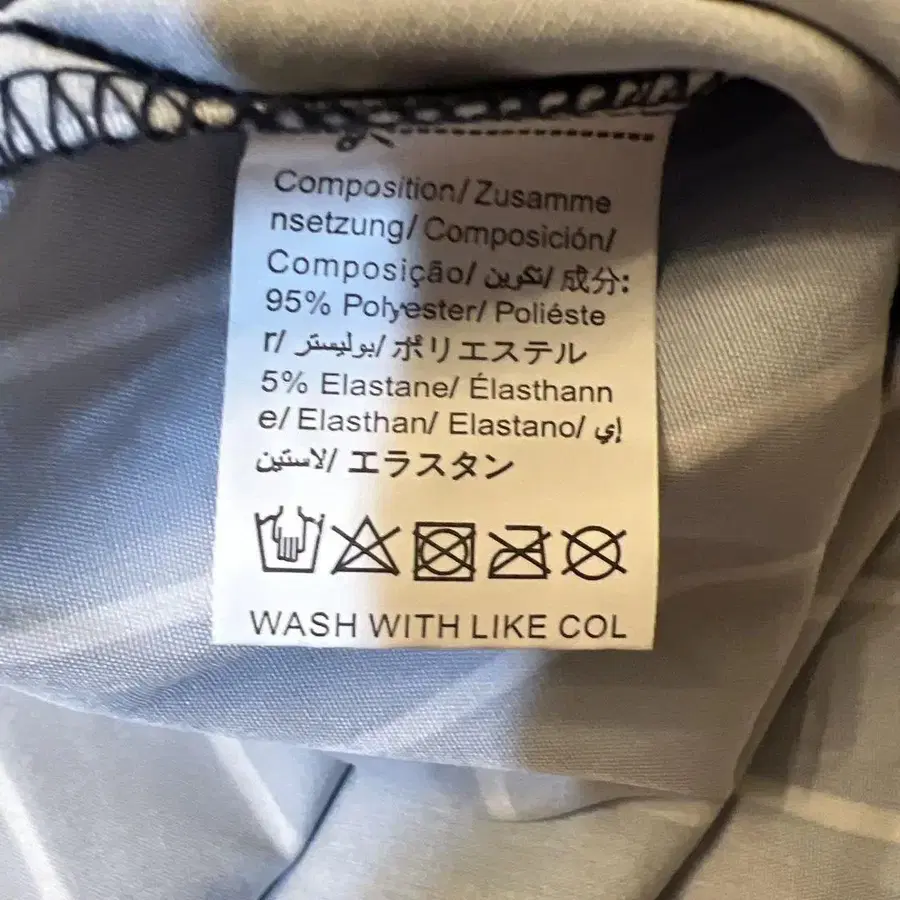 Composition/ Zusamme
nsetzung/ Composición/
Composição/ تكوين/ 成分:
95% Polyester/ Poliéste
r/ بوليستر/ ポリエステル
5% Elastane/ Élasthann
e/ Elasthan/ Elastano/ إي
لاستين/ エラスタン
WASH WITH LIKE COL